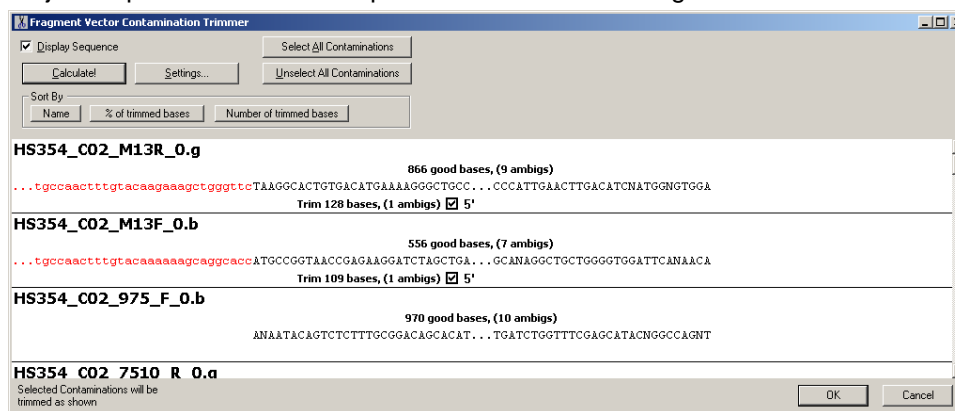 Fragment Vector Contamination Trimmer
Display Sequence
Select All Contaminations
Calculate!
Settings...
Unselect All Contaminations
Sort By
Name
% of trimmed bases
Number of trimmed bases
HS354_C02_M13R_0.g
866 good bases, (9 ambigs)
...tgccaactttgtacaagaaagctgggttcTAAGGCACTGTGACATGAAAAGGGCTGCC...CCCATTGAACTTGACATCNATGGNGTGGA
Trim 128 bases, (1 ambigs) 5'
HS354_C02_M13F_0.b
556 good bases, (7 ambigs)
...tgccaactttgtacaaaaaagcaggcaccATGCCGGTAACCGAGAAGGATCTAGCTGA...GCANAGGCTGCTGGGGTGGATTCANAACA
Trim 109 bases, (1 ambigs) 5'
HS354_C02_975_F_0.b
970 good bases, (10 ambigs)
ANAATACAGTCTCTTTGCGGACAGCACAT...TGATCTGGTTTCGAGCATACNGGCCAGNT
HS354_C02_7510_R_0.g
Selected Contaminations will be
trimmed as shown
OK
Cancel